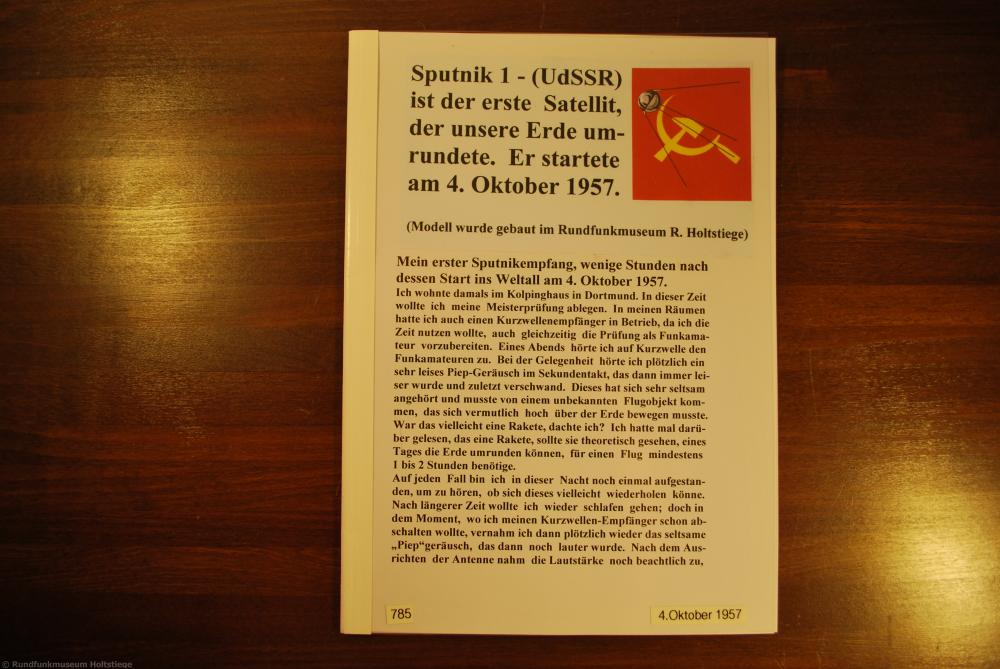 Sputnik 1 - (UdSSR)
ist der erste Satellit,
der unsere Erde um-
rundete. Er startete
am 4. Oktober 1957.
(Modell wurde gebaut im Rundfunkmuseum R. Holtstiege)
Mein erster Sputnikempfang, wenige Stunden nach
dessen Start ins Weltall am 4. Oktober 1957.
Ich wohnte damals im Kolpinghaus in Dortmund. In dieser Zeit
wollte ich meine Meisterprüfung ablegen. In meinen Räumen
hatte ich auch einen Kurzwellenempfänger in Betrieb, da ich die
Zeit nutzen wollte, auch gleichzeitig die Prüfung als Funkama-
teur vorzubereiten. Eines Abends hörte ich auf Kurzwelle den
Funkamateuren zu. Bei der Gelegenheit hörte ich plötzlich ein
sehr leises Piep-Geräusch im Sekundentakt, das dann immer lei-
ser wurde und zuletzt verschwand. Dieses hat sich sehr seltsam
angehört und musste von einem unbekannten Flugobjekt kom-
men, das sich vermutlich hoch über der Erde bewegen musste.
War das vielleicht eine Rakete, dachte ich? Ich hatte mal darü-
ber gelesen, das eine Rakete, sollte sie theoretisch gesehen, eines
Tages die Erde umrunden können, für einen Flug mindestens
1 bis 2 Stunden benötige.
Auf jeden Fall bin ich in dieser Nacht noch einmal aufgestan-
den, um zu hören, ob sich dieses vielleicht wiederholen könne.
Nach längerer Zeit wollte ich wieder schlafen gehen; doch in
dem Moment, wo ich meinen Kurzwellen-Empfänger schon ab-
schalten wollte, vernahm ich dann plötzlich wieder das seltsame
„Piep“geräusch, das dann noch lauter wurde. Nach dem Aus-
richten der Antenne nahm die Lautstärke noch beachtlich zu,
785
4.Oktober 1957
© Rundfunkmuseum Holtstiege